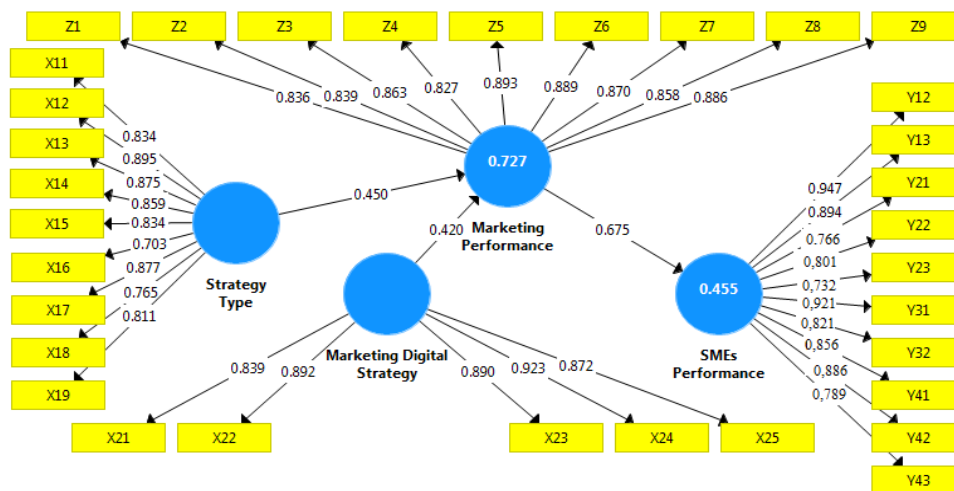 Z1 Z2 Z3 Z4 Z5 Z6 Z7 Z8 Z9
X11
X12
X13
X14
X15
X16
X17
X18
X19
0.836 0.839 0.863 0.827 0.893 0.889 0.870 0.858 0.886
0.834
0.895
0.875
0.859
0.834
0.703
0.877
0.765
0.811
Strategy
Type
0.450
0.727
Marketing
Performance
0.420
Marketing Digital
Strategy
0.839 0.892 0.890 0.923 0.872
X21 X22 X23 X24 X25
0.675
0.455
SMEs
Performance
0.947
0.894
0.766
0,801
0,732
0,921
0,821
0,856
0,886
0,789
Y12
Y13
Y21
Y22
Y23
Y31
Y32
Y41
Y42
Y43